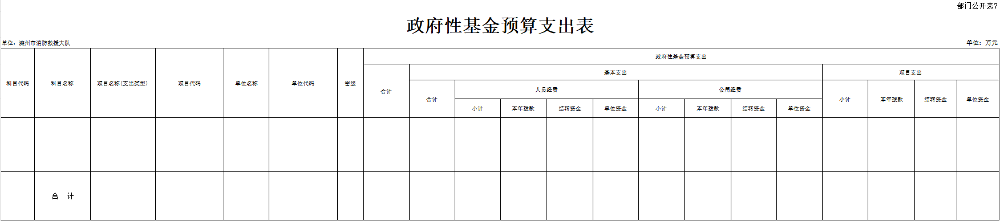 部门公开表7
政府性基金预算支出表
单位：滦州市消防救援大队 单位：万元
科目代码 科目名称 项目名称(支出类型) 项目代码 单位名称 单位代码 密级 政府性基金预算支出
合计 基本支出 项目支出
合计 人员经费 公用经费 小计 本年拨款 结转资金 单位资金
小计 本年拨款 结转资金 单位资金 小计 本年拨款 结转资金 单位资金
合 计